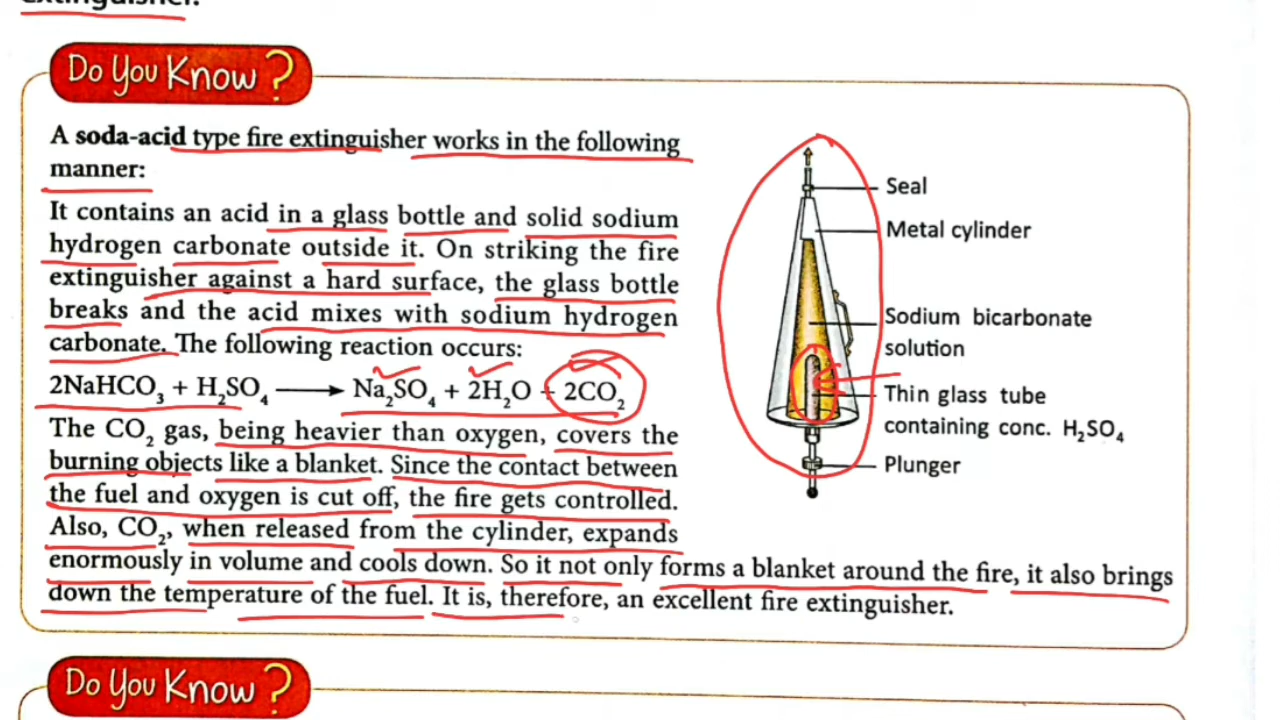 extinguisher.
Do You Know ?
A soda-acid type fire extinguisher works in the following
manner:
It contains an acid in a glass bottle and solid sodium
hydrogen carbonate outside it. On striking the fire
extinguisher against a hard surface, the glass bottle
breaks and the acid mixes with sodium hydrogen
carbonate. The following reaction occurs:
2NaHCO₃ + H₂SO₄ ⟶ Na₂SO₄ + 2H₂O + 2CO₂
The CO₂ gas, being heavier than oxygen, covers the
burning objects like a blanket. Since the contact between
the fuel and oxygen is cut off, the fire gets controlled.
Also, CO₂, when released from the cylinder, expands
enormously in volume and cools down. So it not only forms a blanket around the fire, it also brings
down the temperature of the fuel. It is, therefore, an excellent fire extinguisher.
Seal
Metal cylinder
Sodium bicarbonate
solution
Thin glass tube
containing conc. H₂SO₄
Plunger
Do You Know ?